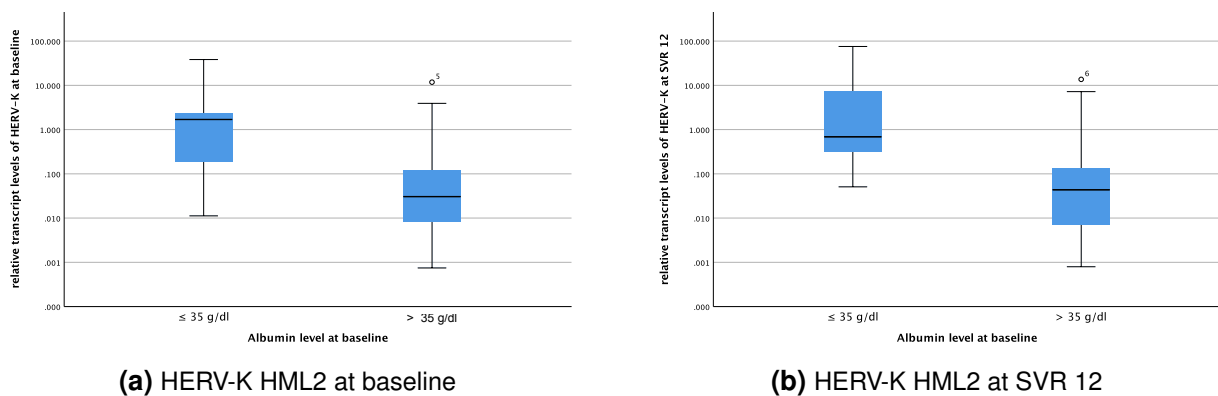 relative transcript levels of HERV-K at baseline
100.000
10.000
1.000
.100
.010
.001
.000
5
≤ 35 g/dl
> 35 g/dl
Albumin level at baseline
(a) HERV-K HML2 at baseline
relative transcript levels of HERV-K at SVR 12
100.000
10.000
1.000
.100
.010
.001
.000
6
≤ 35 g/dl
> 35 g/dl
Albumin level at baseline
(b) HERV-K HML2 at SVR 12